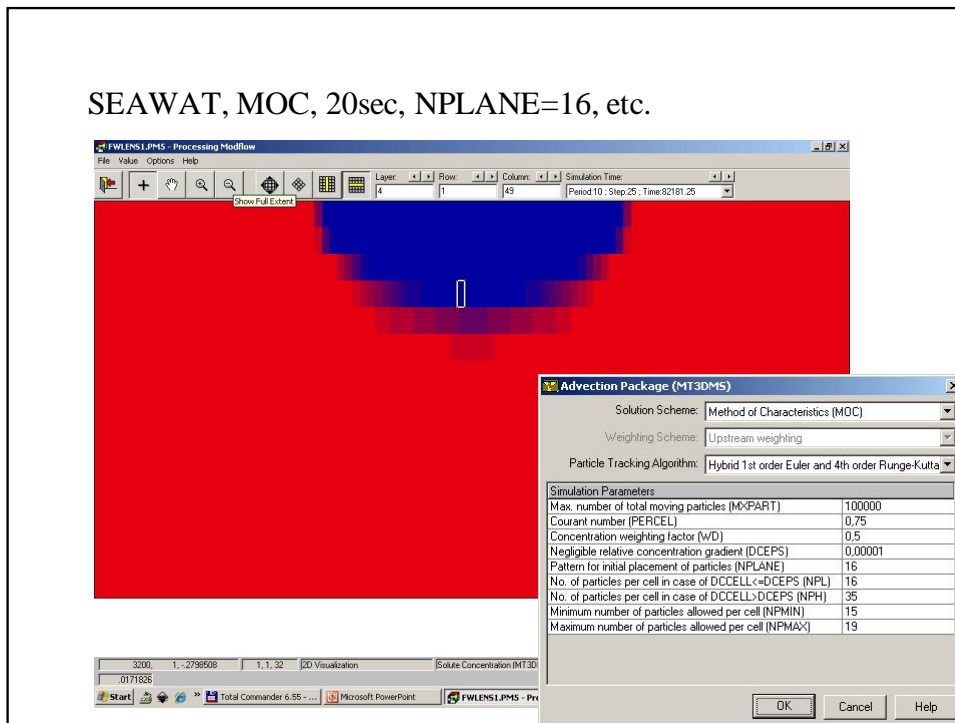 SEAWAT, MOC, 20sec, NPLANE=16, etc.
FWLENS1.PM5 - Processing Modflow
File Value Options Help
Layer: Row: Column: Simulation Time:
4 1 49 Period:10 ; Step:25 ; Time:82181.25
Show Full Extent
Advection Package (MT3DMS)
Solution Scheme: Method of Characteristics (MOC)
Weighting Scheme: Upstream weighting
Particle Tracking Algorithm: Hybrid 1st order Euler and 4th order Runge-Kutta
Simulation Parameters
Max. number of total moving particles (MXPART) 100000
Courant number (PERCEL) 0,75
Concentration weighting factor (WD) 0,5
Negligible relative concentration gradient (DCEPS) 0,00001
Pattern for initial placement of particles (NPLANE) 16
No. of particles per cell in case of DCCELL<=DCEPS (NPL) 16
No. of particles per cell in case of DCCELL>DCEPS (NPH) 35
Minimum number of particles allowed per cell (NPMIN) 15
Maximum number of particles allowed per cell (NPMAX) 19
OK Cancel Help
3200, 1,-.2798508 1, 1, 32 2D Visualization Solute Concentration (MT3D
.0171826
Start » Total Commander 6.55 - ... Microsoft PowerPoint FWLENS1.PM5 - Pro